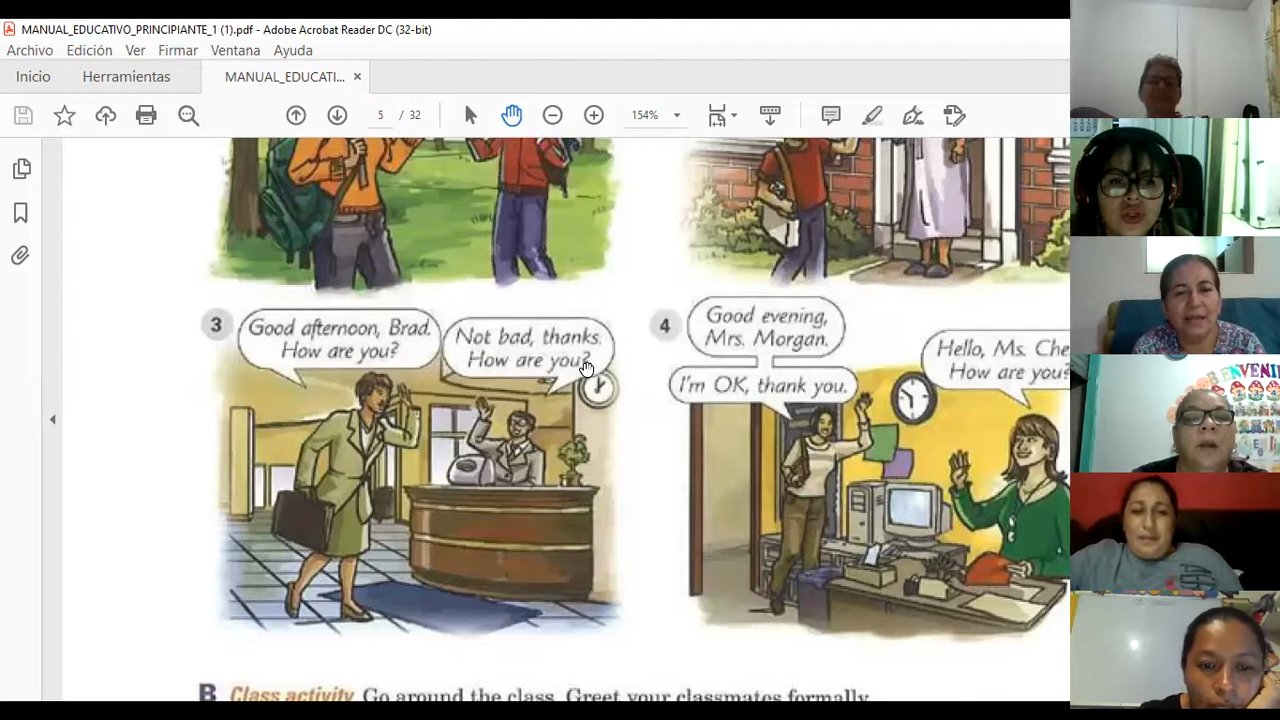 MANUAL_EDUCATIVO_PRINCIPIANTE_1 (1).pdf - Adobe Acrobat Reader DC (32-bit)
Archivo Edición Ver Firmar Ventana Ayuda
Inicio Herramientas MANUAL_EDUCATI... ×
5 / 32 154%
3
Good afternoon, Brad.
How are you?
Not bad, thanks.
How are you?
4
Good evening,
Mrs. Morgan.
I'm OK, thank you.
Hello, Ms. Che
How are you?
B Class activity Go around the class. Greet your classmates formally